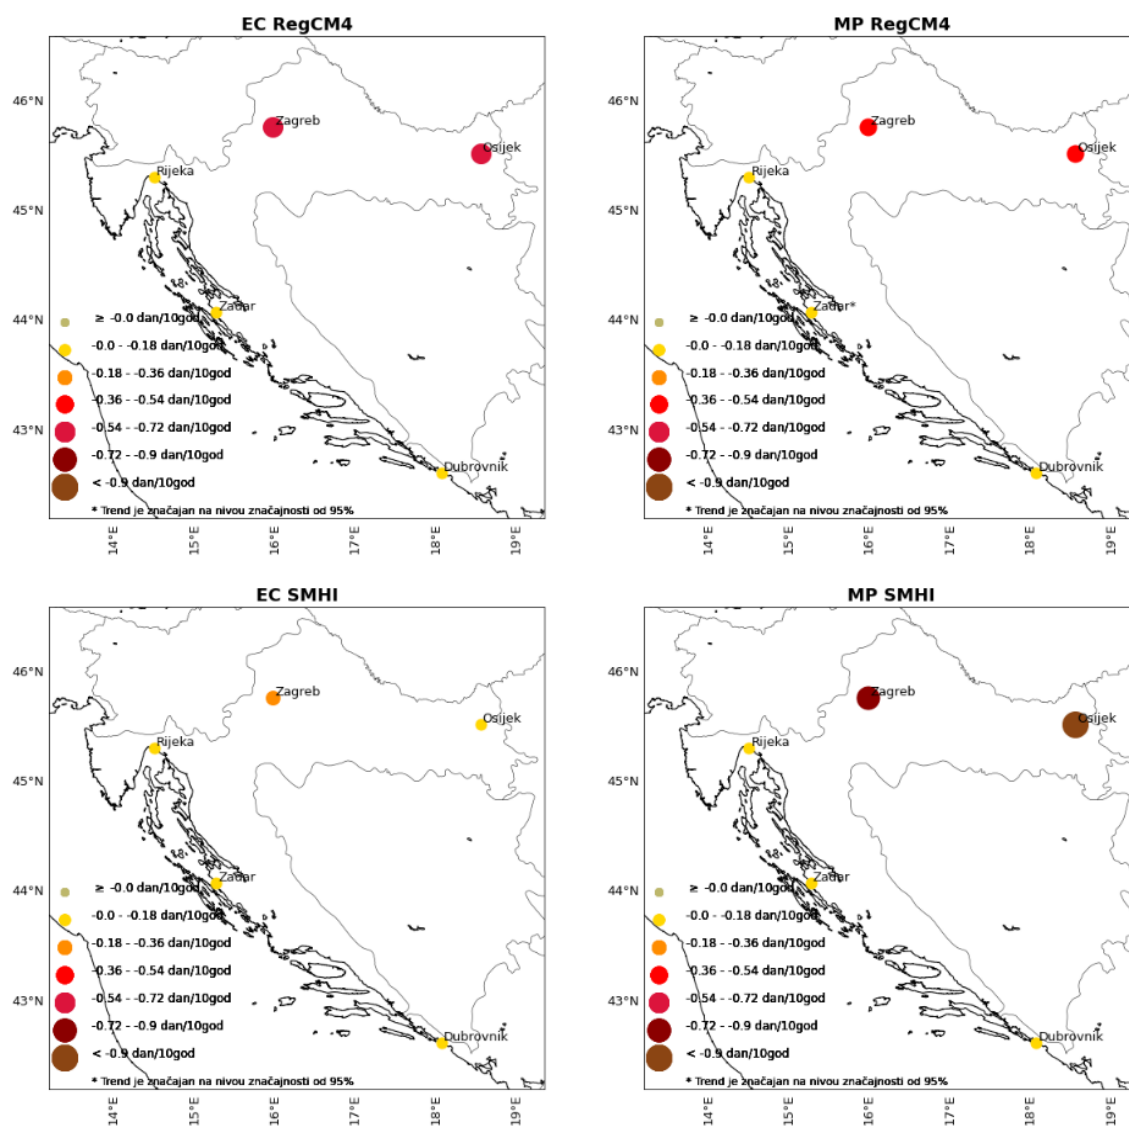 EC RegCM4
MP RegCM4
46°N
45°N
44°N
43°N
Zagreb
Osijek
Rijeka
Zadar
Dubrovnik
≥ -0.0 dan/10god
-0.0 - -0.18 dan/10god
-0.18 - -0.36 dan/10god
-0.36 - -0.54 dan/10god
-0.54 - -0.72 dan/10god
-0.72 - -0.9 dan/10god
< -0.9 dan/10god
* Trend je značajan na nivou značajnosti od 95%
14°E
15°E
16°E
17°E
18°E
19°E
Zagreb
Osijek
Rijeka
Zadar*
Dubrovnik
≥ -0.0 dan/10god
-0.0 - -0.18 dan/10god
-0.18 - -0.36 dan/10god
-0.36 - -0.54 dan/10god
-0.54 - -0.72 dan/10god
-0.72 - -0.9 dan/10god
< -0.9 dan/10god
* Trend je značajan na nivou značajnosti od 95%
14°E
15°E
16°E
17°E
18°E
19°E
EC SMHI
MP SMHI
46°N
45°N
44°N
43°N
Zagreb
Osijek
Rijeka
Zadar
Dubrovnik
≥ -0.0 dan/10god
-0.0 - -0.18 dan/10god
-0.18 - -0.36 dan/10god
-0.36 - -0.54 dan/10god
-0.54 - -0.72 dan/10god
-0.72 - -0.9 dan/10god
< -0.9 dan/10god
* Trend je značajan na nivou značajnosti od 95%
14°E
15°E
16°E
17°E
18°E
19°E
Zagreb
Osijek
Rijeka
Zadar
Dubrovnik
≥ -0.0 dan/10god
-0.0 - -0.18 dan/10god
-0.18 - -0.36 dan/10god
-0.36 - -0.54 dan/10god
-0.54 - -0.72 dan/10god
-0.72 - -0.9 dan/10god
< -0.9 dan/10god
* Trend je značajan na nivou značajnosti od 95%
14°E
15°E
16°E
17°E
18°E
19°E